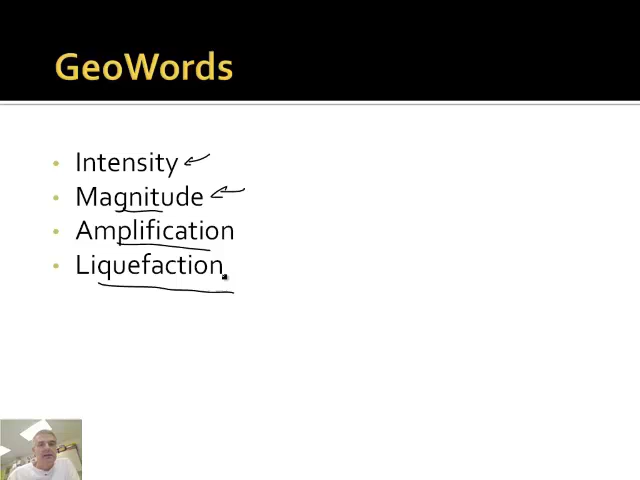 GeoWords
• Intensity
• Magnitude
• Amplification
• Liquefaction